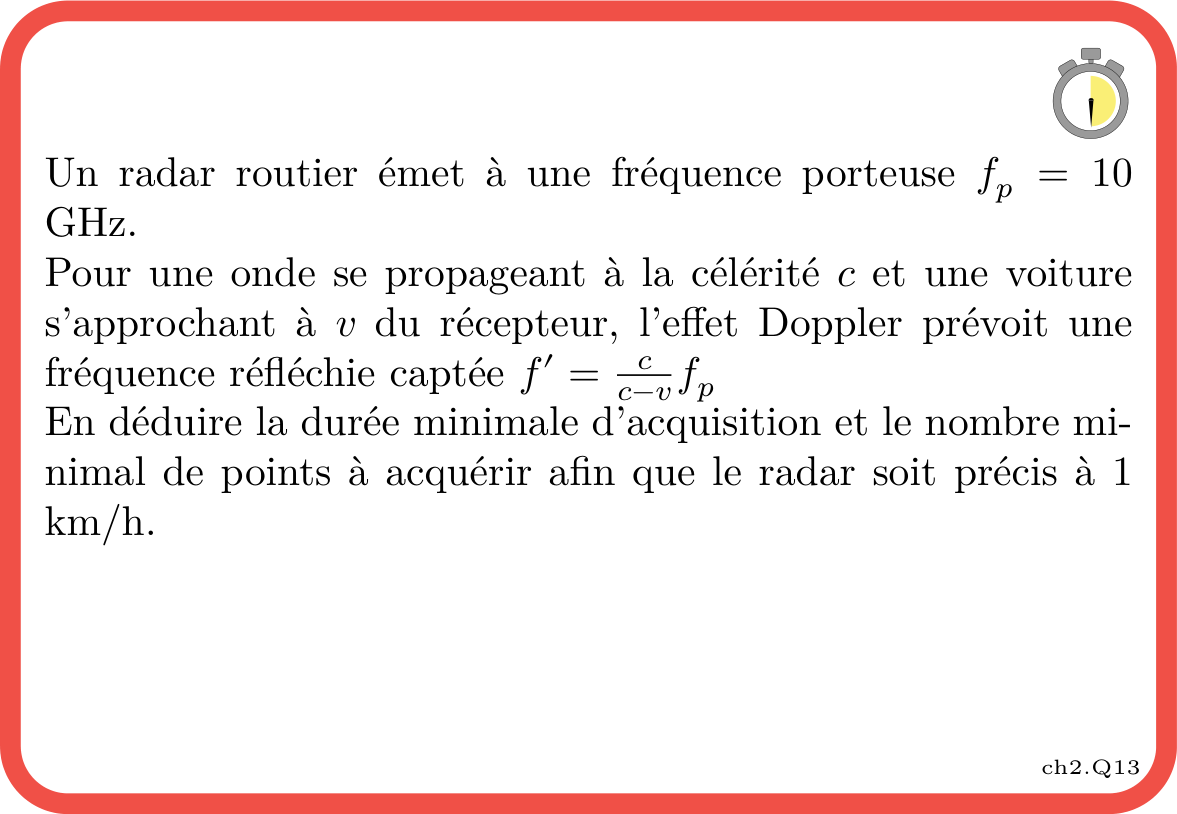 Un radar routier émet à une fréquence porteuse $f_p$ = 10
GHz.
Pour une onde se propageant à la célérité $c$ et une voiture
s'approchant à $v$ du récepteur, l'effet Doppler prévoit une
fréquence réfléchie captée $f' = \frac{c}{c-v} f_p$
En déduire la durée minimale d'acquisition et le nombre mi-
nimal de points à acquérir afin que le radar soit précis à 1
km/h.
ch2.Q13